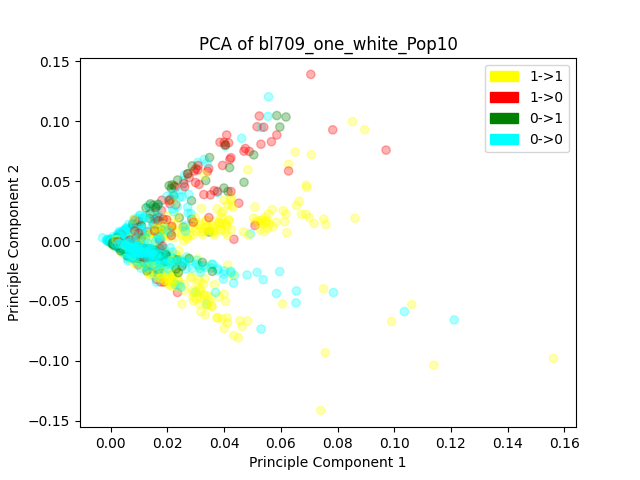 PCA of bl709_one_white_Pop10
0.15
0.10
0.05
0.00
−0.05
−0.10
−0.15
Principle Component 2
1->1
1->0
0->1
0->0
0.00 0.02 0.04 0.06 0.08 0.10 0.12 0.14 0.16
Principle Component 1